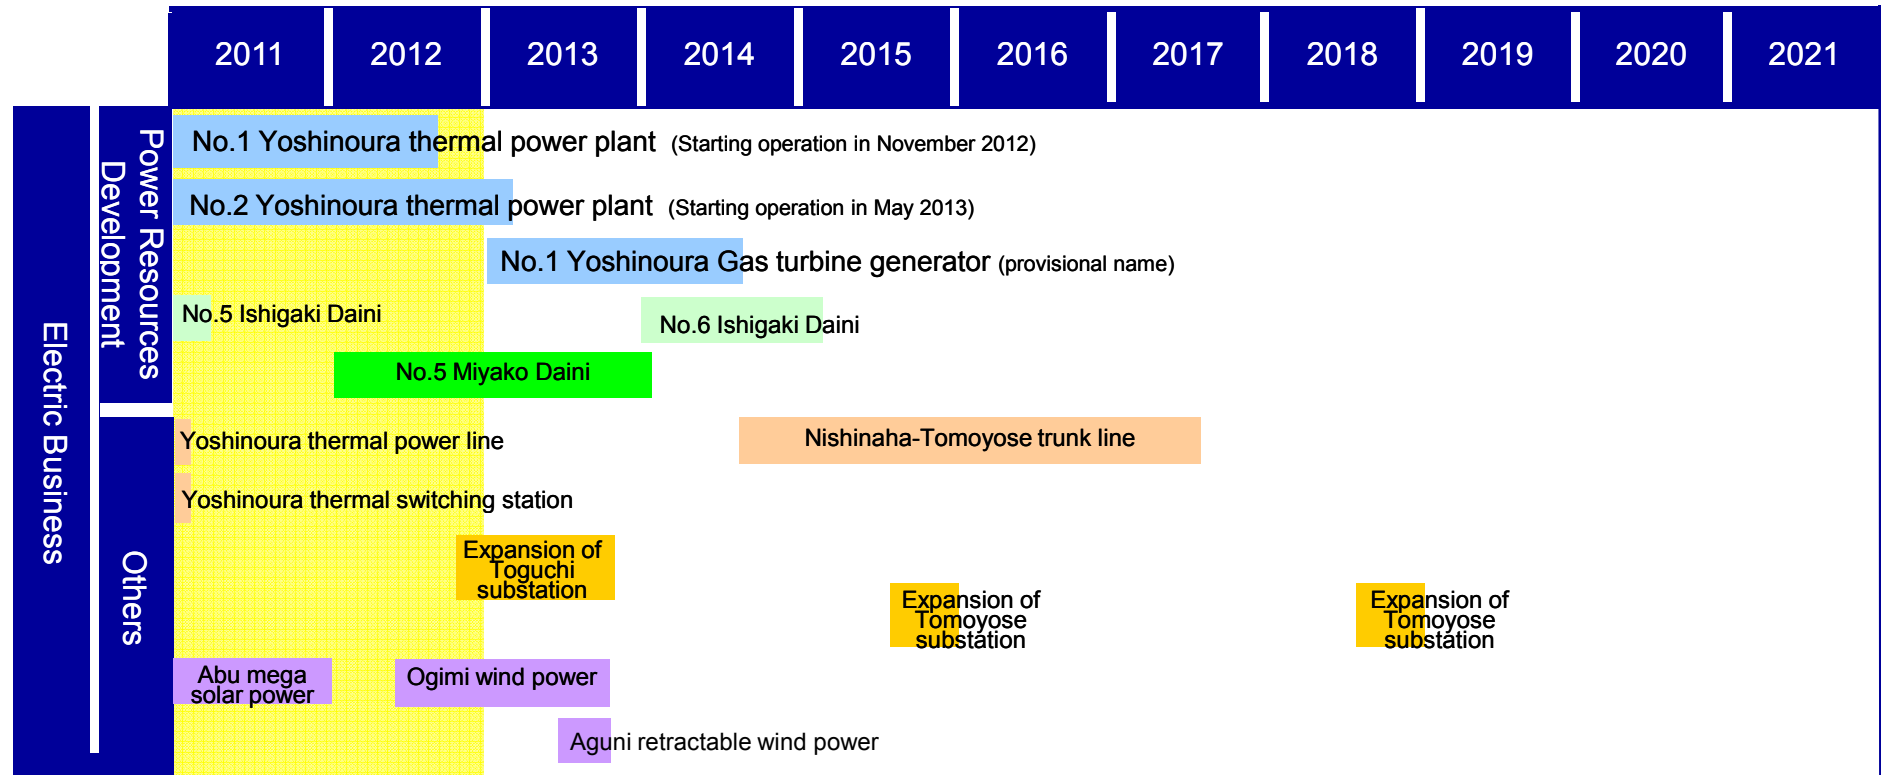 2011 2012 2013 2014 2015 2016 2017 2018 2019 2020 2021
Electric Business
Power Resources
Development
No.1 Yoshinoura thermal power plant (Starting operation in November 2012)
No.2 Yoshinoura thermal power plant (Starting operation in May 2013)
No.1 Yoshinoura Gas turbine generator (provisional name)
No.5 Ishigaki Daini
No.6 Ishigaki Daini
No.5 Miyako Daini
Others
Yoshinoura thermal power line
Nishinaha-Tomoyose trunk line
Yoshinoura thermal switching station
Expansion of
Toguchi
substation
Expansion of
Tomoyose
substation
Expansion of
Tomoyose
substation
Abu mega
solar power
Ogimi wind power
Aguni retractable wind power